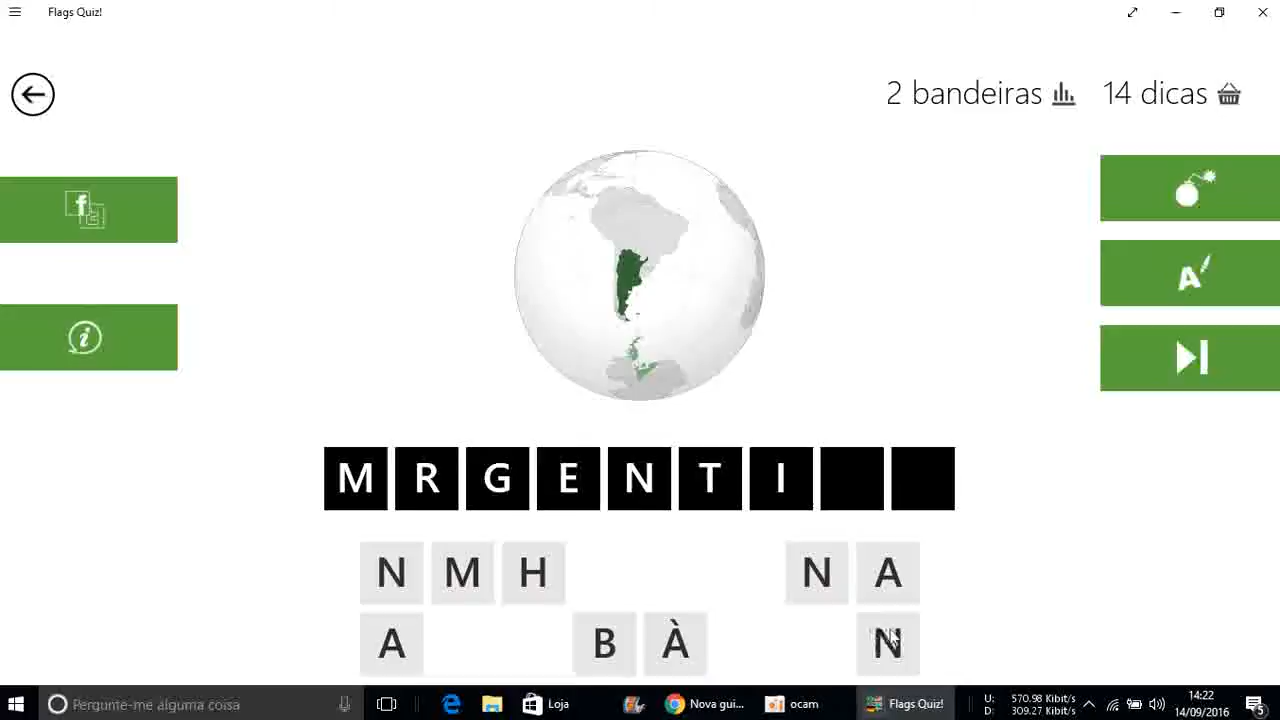 Flags Quiz!
2 bandeiras 14 dicas
f
i
A
M R G E N T I
N M H N A
A B À N
Pergunte-me alguma coisa Loja Nova gui... ocam Flags Quiz! U: 570.98 Kibit/s 14:22
D: 309.27 Kibit/s 14/09/2016 5